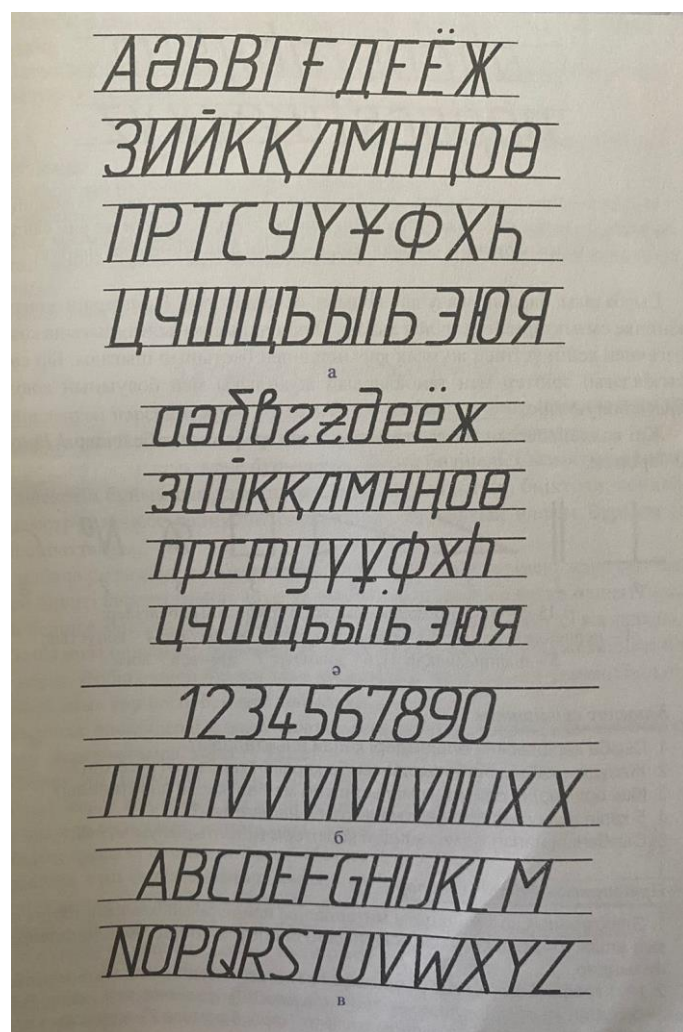 АӘБВГҒДЕЁЖ
ЗИЙКҚЛМНҢОӨ
ПРТСУҮҰФХҺ
ЦЧШЩЪЫІЬЭЮЯ
а
аәбвгғдеёж
зийкқлмнңоө
прстуүұфхһ
цчшщъыіьэюя
ә
1234567890
I II III IV V VI VII VIII IX X
б
ABCDEFGHIJKLM
NOPQRSTUVWXYZ
в